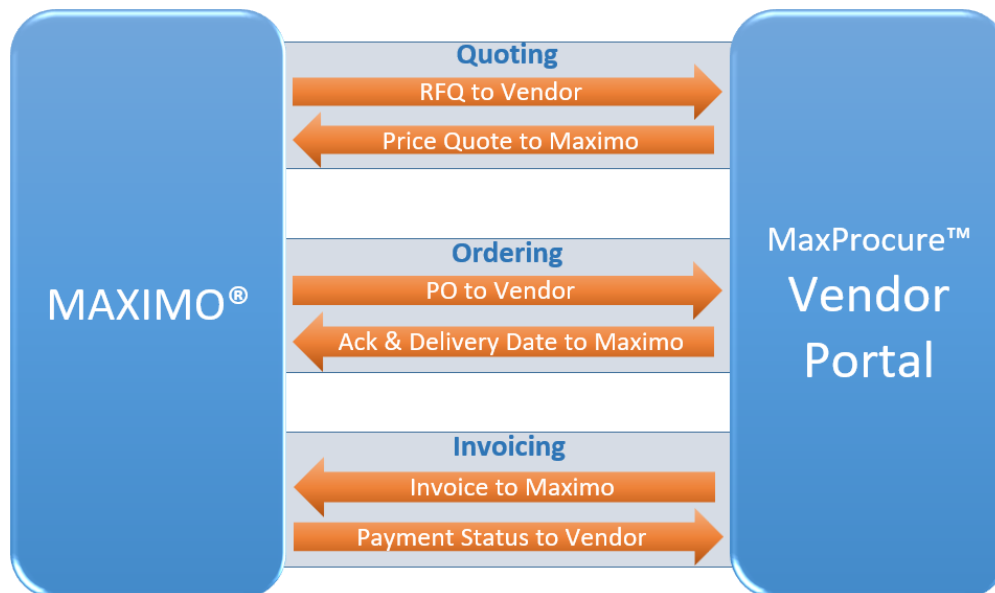 MAXIMO®
Quoting
RFQ to Vendor
Price Quote to Maximo
Ordering
PO to Vendor
Ack & Delivery Date to Maximo
Invoicing
Invoice to Maximo
Payment Status to Vendor
MaxProcure™
Vendor
Portal